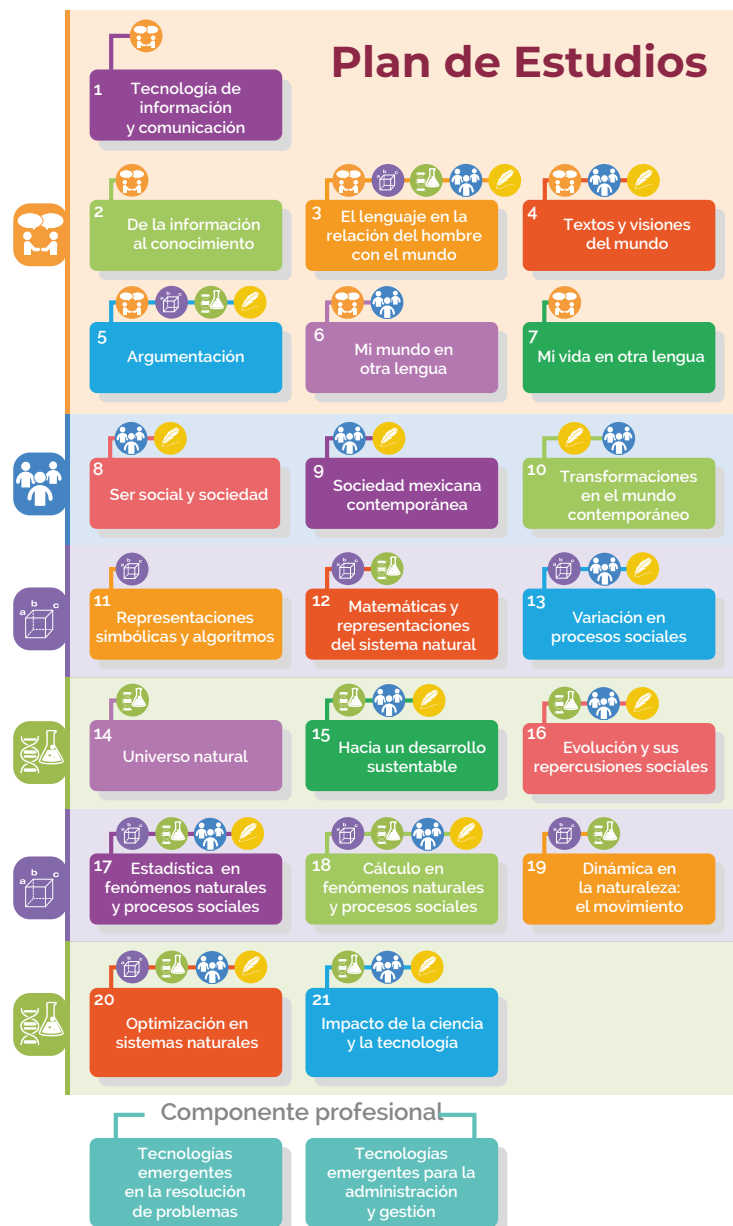 Plan de Estudios
1
Tecnología de
información
y comunicación
2
De la información
al conocimiento
3
El lenguaje en la
relación del hombre
con el mundo
4
Textos y visiones
del mundo
5
Argumentación
6
Mi mundo en
otra lengua
7
Mi vida en otra lengua
8
Ser social y sociedad
9
Sociedad mexicana
contemporánea
10
Transformaciones
en el mundo
contemporáneo
a b c
11
Representaciones
simbólicas y algoritmos
12
Matemáticas y
representaciones
del sistema natural
13
Variación en
procesos sociales
14
Universo natural
15
Hacia un desarrollo
sustentable
16
Evolución y sus
repercusiones sociales
a b c
17
Estadística en
fenómenos naturales
y procesos sociales
18
Cálculo en
fenómenos naturales
y procesos sociales
19
Dinámica en
la naturaleza:
el movimiento
20
Optimización en
sistemas naturales
21
Impacto de la ciencia
y la tecnología
Componente profesional
Tecnologías
emergentes
en la resolución
de problemas
Tecnologías
emergentes para la
administración
y gestión